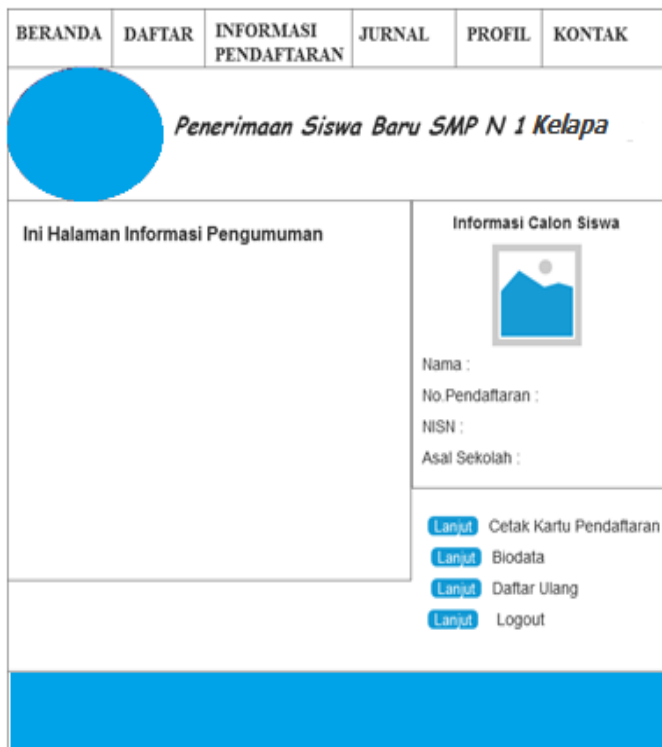 BERANDA DAFTAR INFORMASI PENDAFTARAN JURNAL PROFIL KONTAK
Penerimaan Siswa Baru SMP N 1 Kelapa
Ini Halaman Informasi Pengumuman
Informasi Calon Siswa
Nama :
No.Pendaftaran :
NISN :
Asal Sekolah :
Lanjut Cetak Kartu Pendaftaran
Lanjut Biodata
Lanjut Daftar Ulang
Lanjut Logout